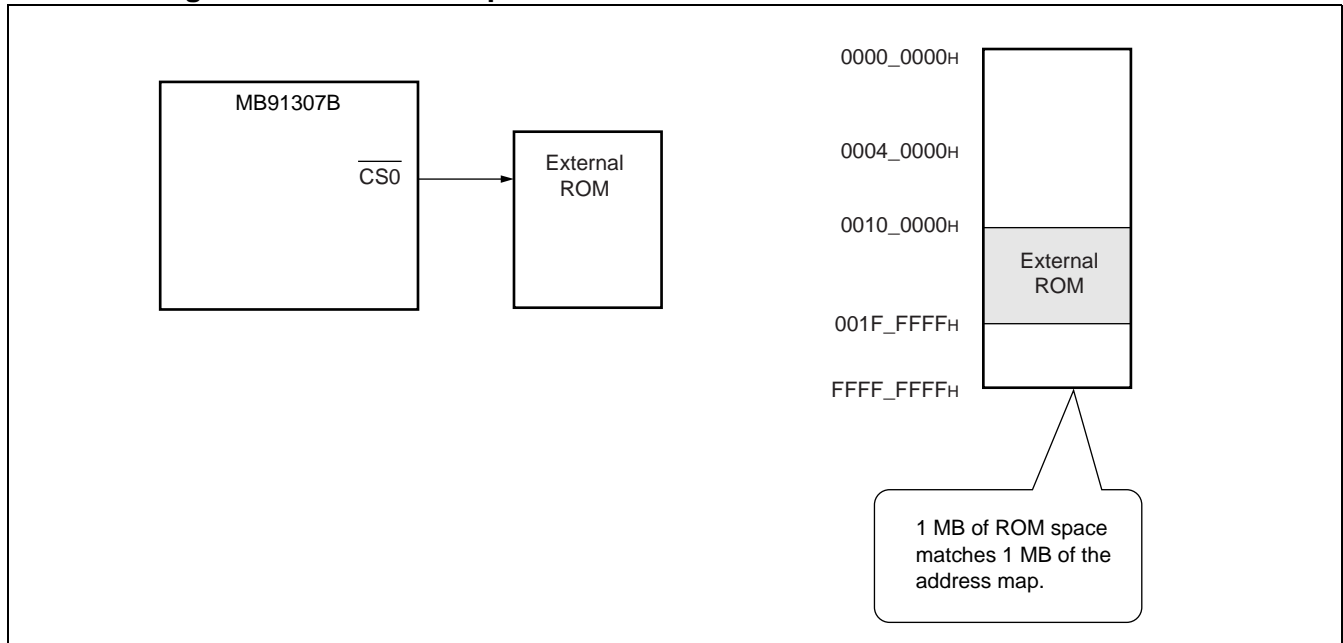 MB91307B
CS0
External
ROM
0000_0000H
0004_0000H
0010_0000H
001F_FFFFH
FFFF_FFFFH
External
ROM
1 MB of ROM space
matches 1 MB of the
address map.